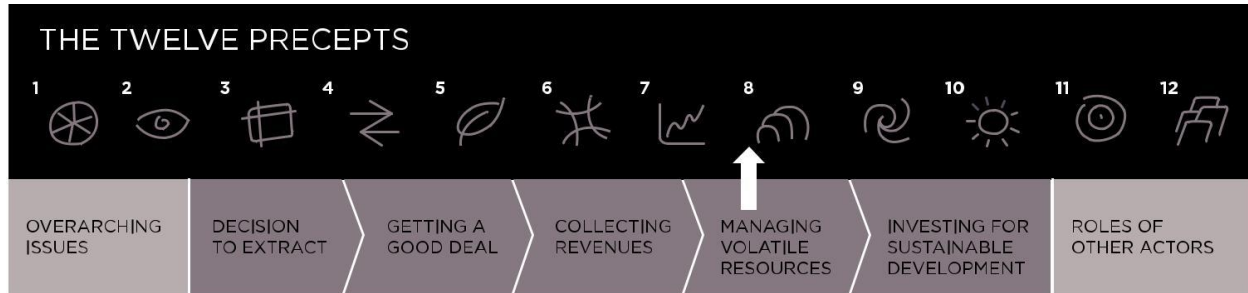 THE TWELVE PRECEPTS
1 2 3 4 5 6 7 8 9 10 11 12
OVERARCHING
ISSUES
DECISION
TO EXTRACT
GETTING A
GOOD DEAL
COLLECTING
REVENUES
MANAGING
VOLATILE
RESOURCES
INVESTING FOR
SUSTAINABLE
DEVELOPMENT
ROLES OF
OTHER ACTORS